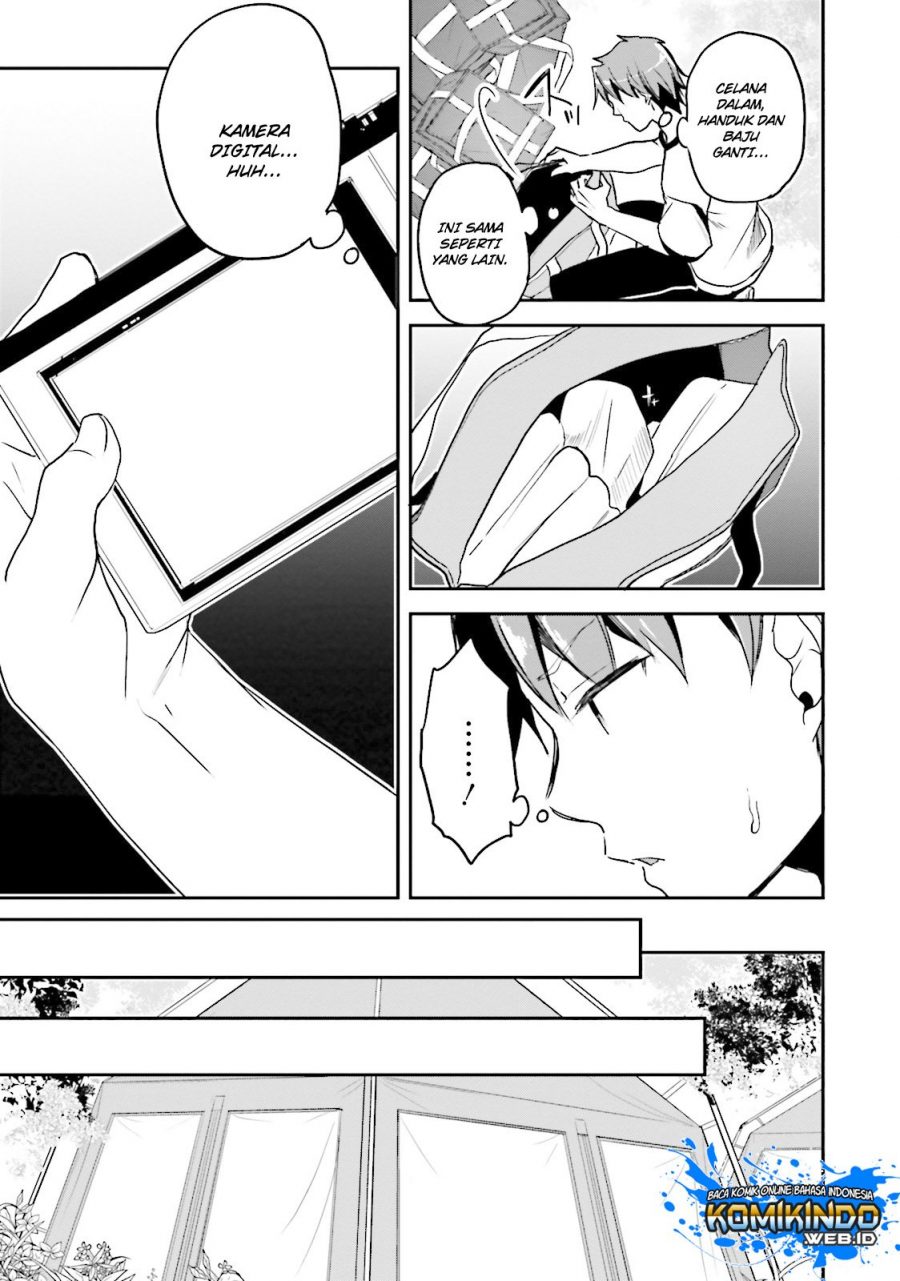 CELANA
DALAM,
HANDUK DAN
BAJU
GANTI...
INI SAMA
SEPERTI
YANG LAIN.
.......!
KAMERA
DIGITAL...
HUH...
BACA KOMIK ONLINE BAHASA INDONESIA
KOMIKINDO
WEB.ID